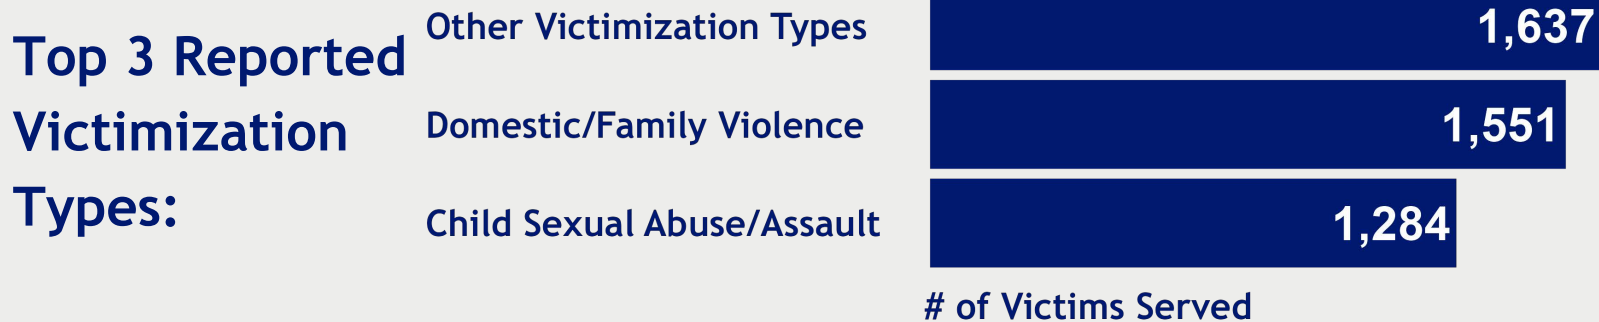 Top 3 Reported
Victimization
Types:
Other Victimization Types 1,637
Domestic/Family Violence 1,551
Child Sexual Abuse/Assault 1,284
# of Victims Served